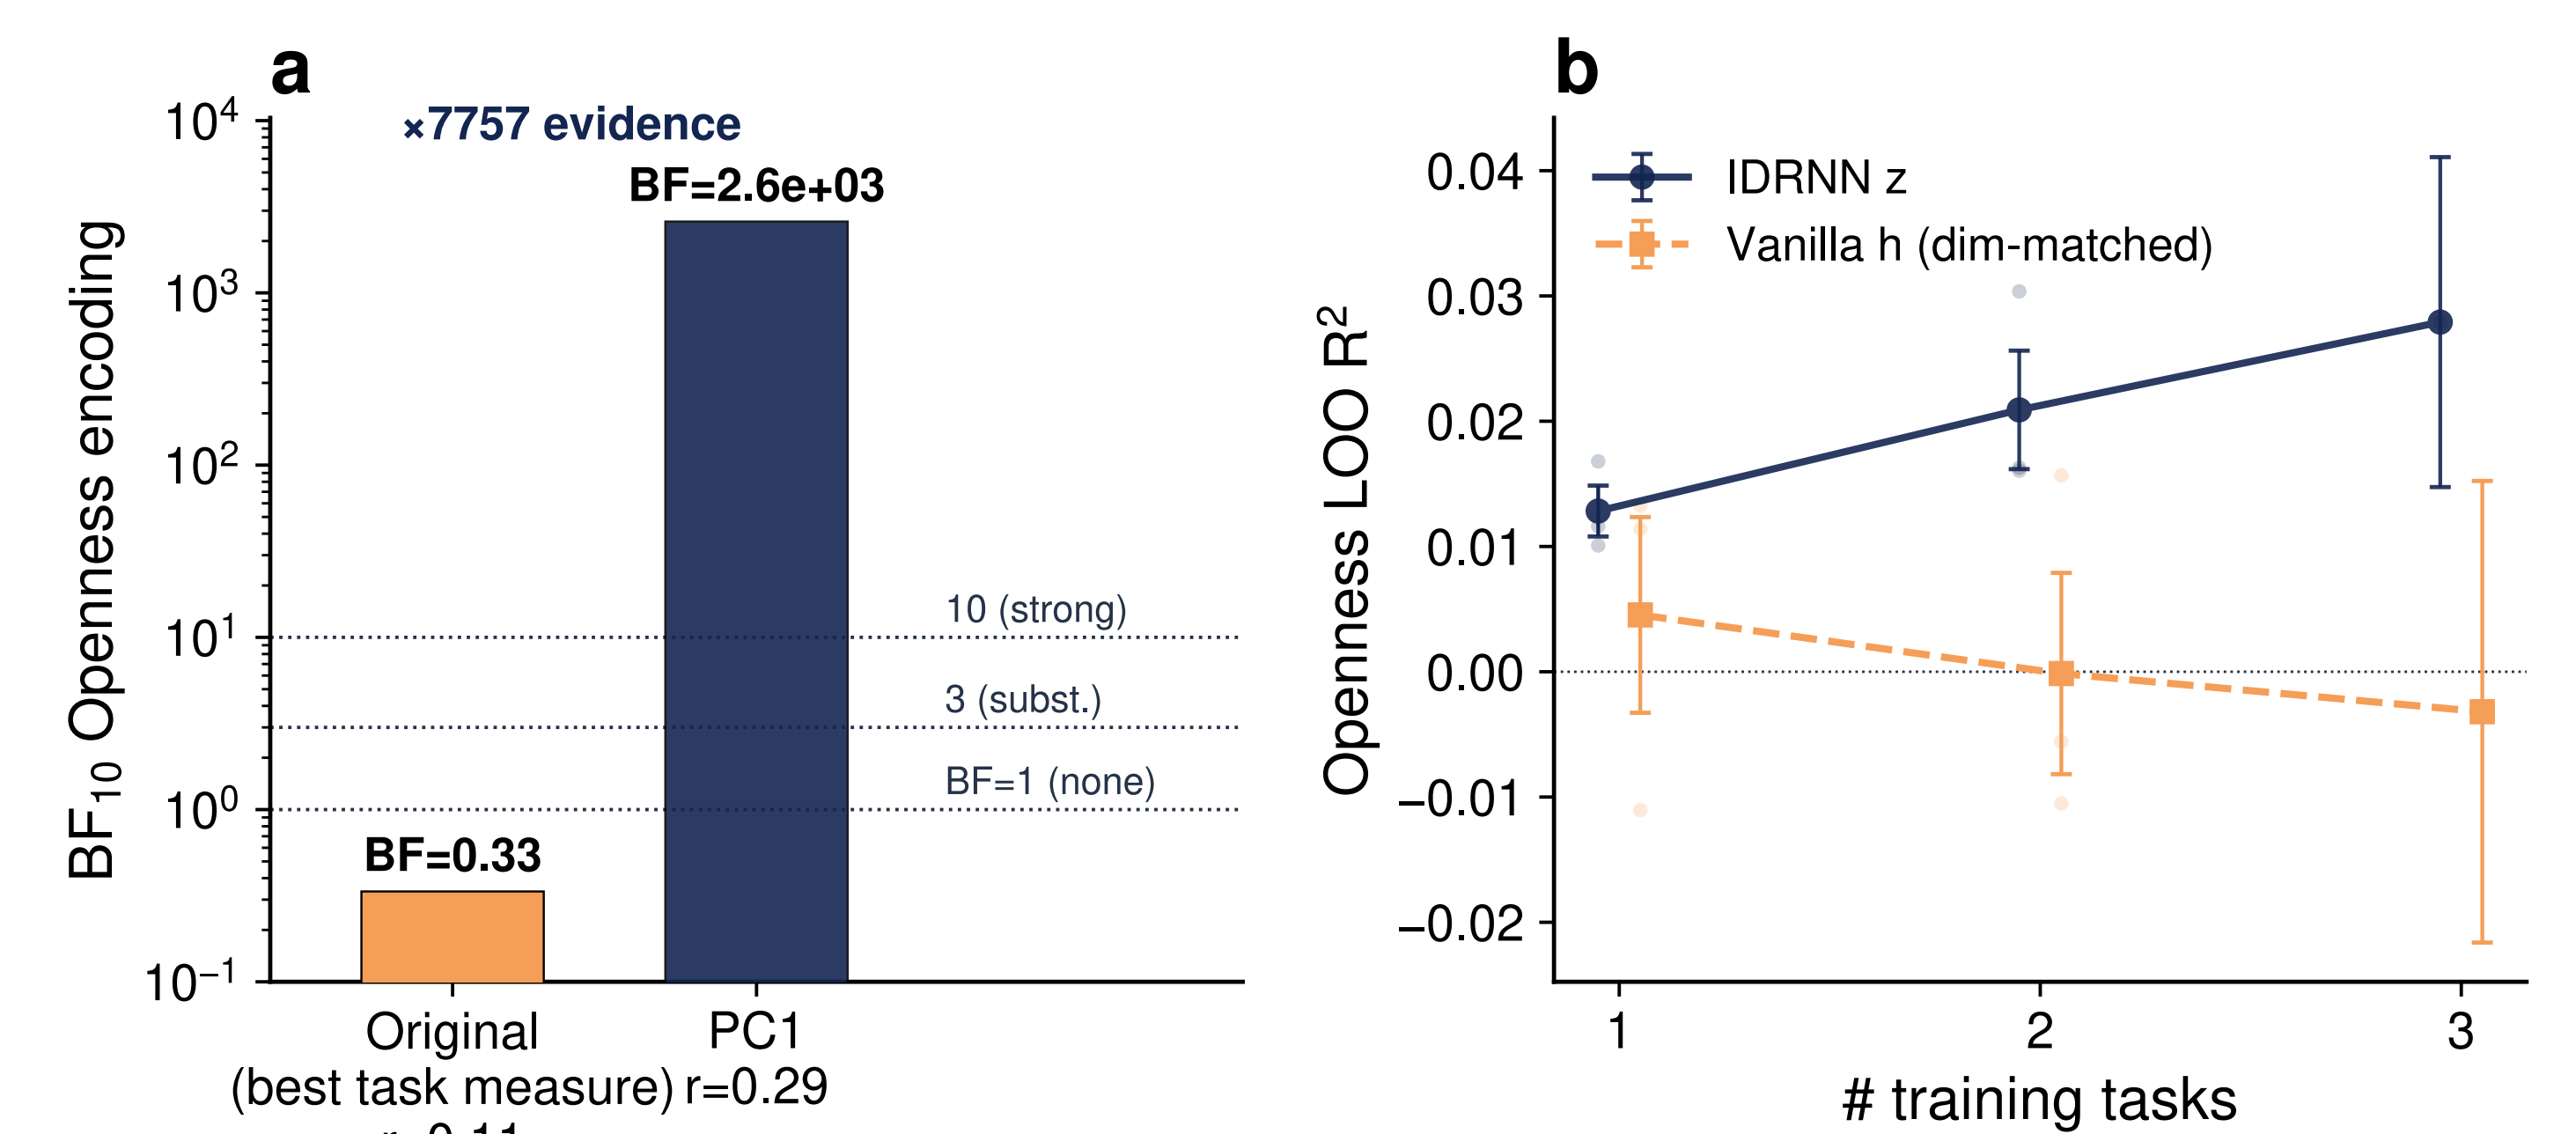 a
×7757 evidence
BF=2.6e+03
BF=0.33
10 (strong)
3 (subst.)
BF=1 (none)
BF₁₀ Openness encoding
10⁴
10³
10²
10¹
10⁰
10⁻¹
Original
(best task measure)
PC1
r=0.29
b
IDRNN z
Vanilla h (dim-matched)
Openness LOO R²
0.04
0.03
0.02
0.01
0.00
−0.01
−0.02
1
2
3
# training tasks